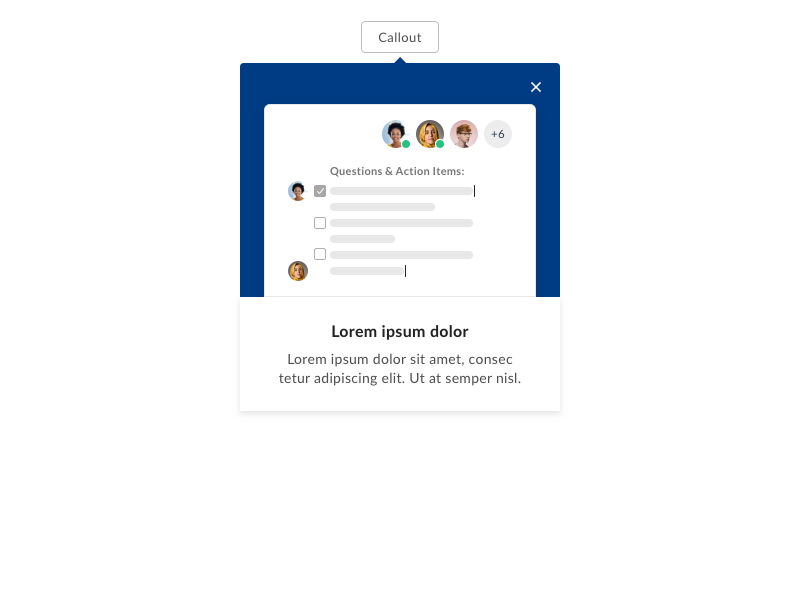 Callout
+6
Questions & Action Items:
Lorem ipsum dolor
Lorem ipsum dolor sit amet, consec
tetur adipiscing elit. Ut at semper nisl.